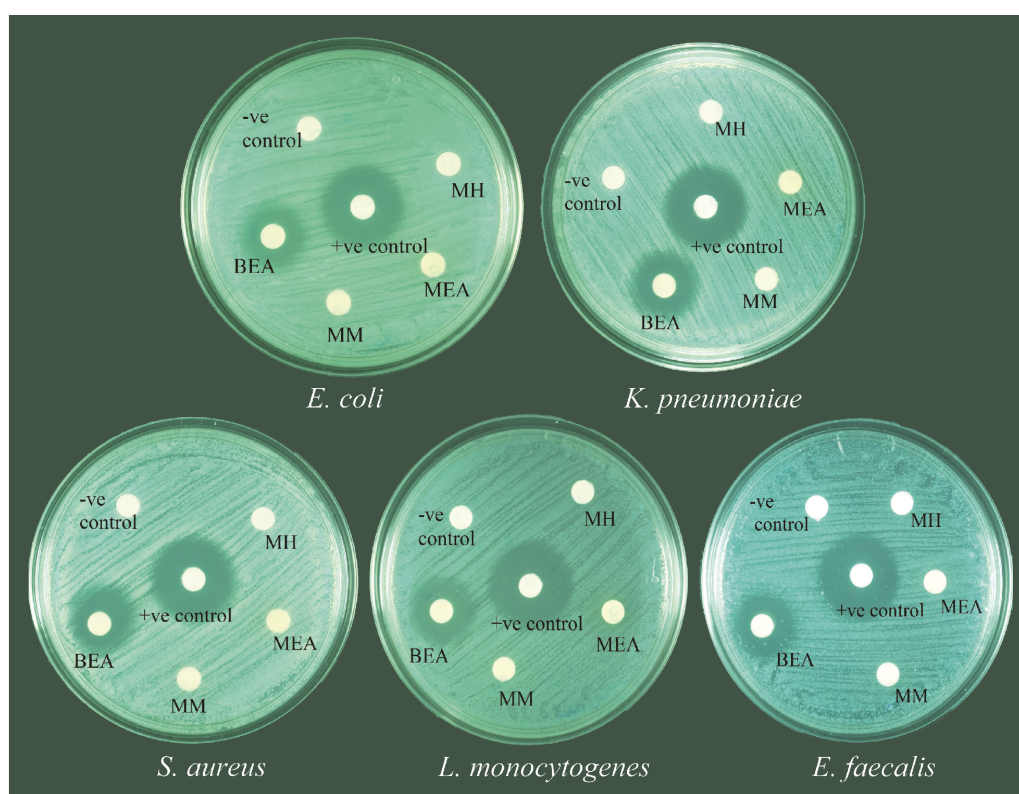 -ve
control
MH
+ve control
BEA
MEA
MM
E. coli
MH
-ve
control
MEA
+ve control
MM
BEA
K. pneumoniae
-ve
control
MH
+ve control
MEA
BEA
MM
S. aureus
-ve
control
MH
+ve control
MEA
BEA
MM
L. monocytogenes
-ve
control
MH
+ve control
MEA
BEA
MM
E. faecalis